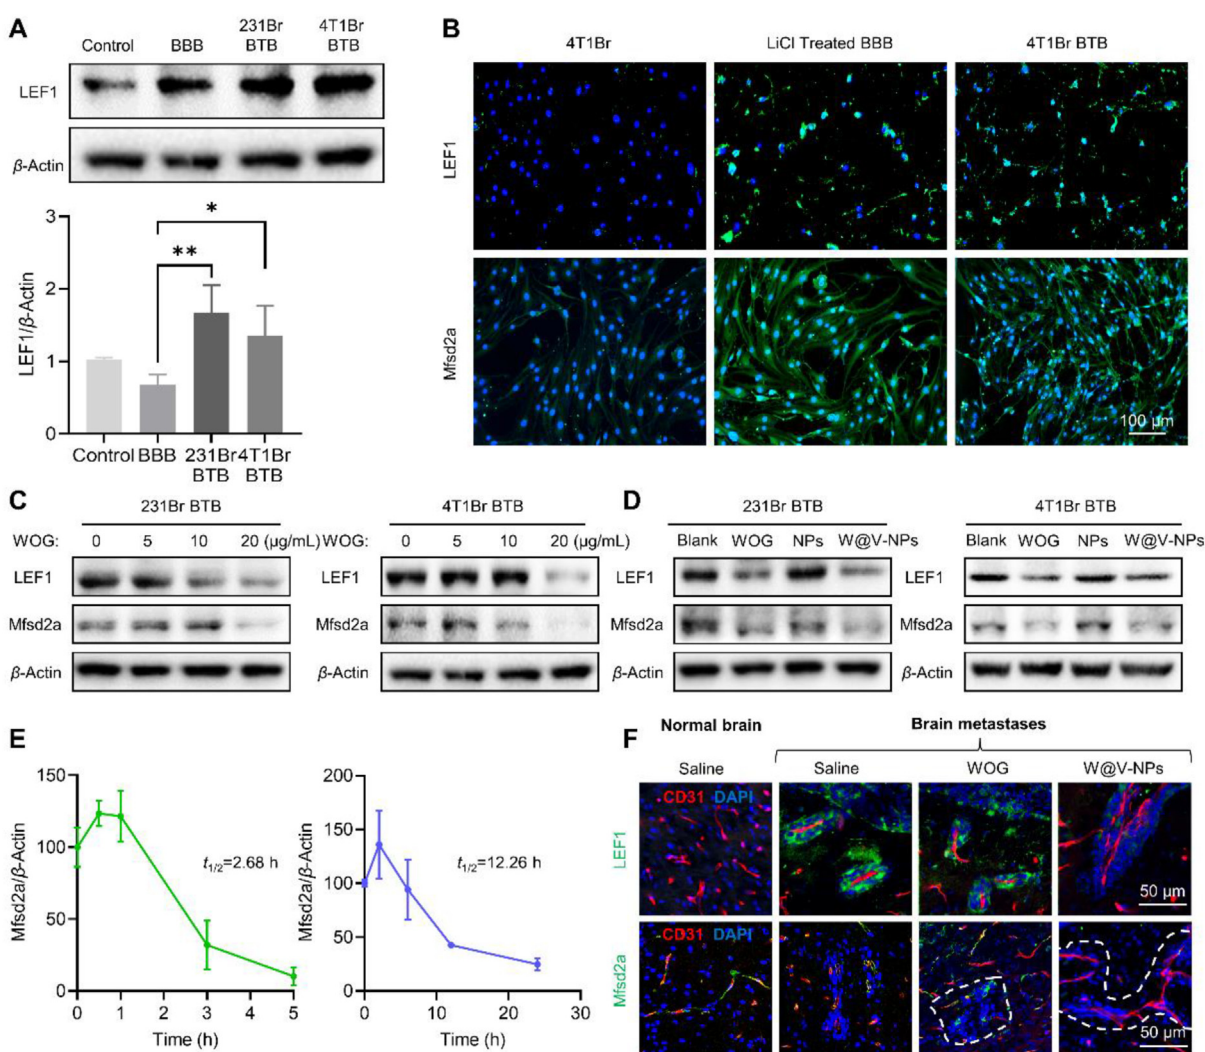 A
Control
BBB
231Br
BTB
4T1Br
BTB
LEF1
β-Actin
LEF1/β-Actin
3
2
1
0
*
**
Control BBB 231Br 4T1Br
BTB BTB
B
4T1Br
LiCl Treated BBB
4T1Br BTB
LEF1
Mfsd2a
100 μm
C
231Br BTB
WOG: 0 5 10 20 (μg/mL)
LEF1
Mfsd2a
β-Actin
4T1Br BTB
WOG: 0 5 10 20 (μg/mL)
LEF1
Mfsd2a
β-Actin
D
231Br BTB
Blank WOG NPs W@V-NPs
LEF1
Mfsd2a
β-Actin
4T1Br BTB
Blank WOG NPs W@V-NPs
LEF1
Mfsd2a
β-Actin
E
Mfsd2a/β-Actin
150
100
50
0
t1/2=2.68 h
0 1 2 3 4 5
Time (h)
Mfsd2a/β-Actin
200
150
100
50
0
t1/2=12.26 h
0 10 20 30
Time (h)
F
Normal brain
Brain metastases
Saline
Saline
WOG
W@V-NPs
LEF1
CD31 DAPI
50 μm
Mfsd2a
CD31 DAPI
50 μm